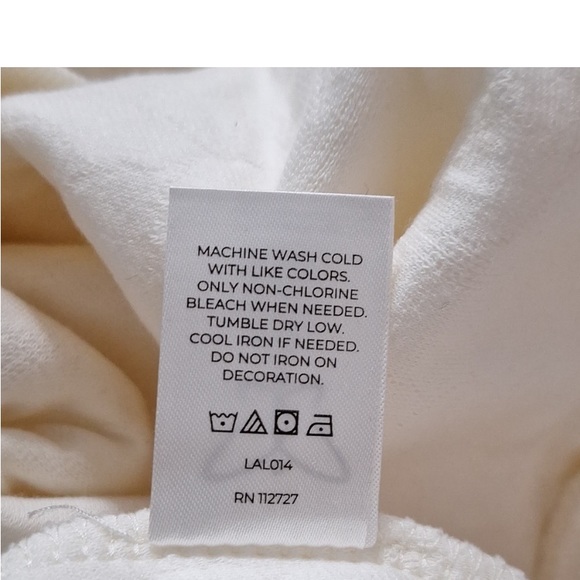 MACHINE WASH COLD
WITH LIKE COLORS.
ONLY NON-CHLORINE
BLEACH WHEN NEEDED.
TUMBLE DRY LOW.
COOL IRON IF NEEDED.
DO NOT IRON ON
DECORATION.
LAL014
RN 112727